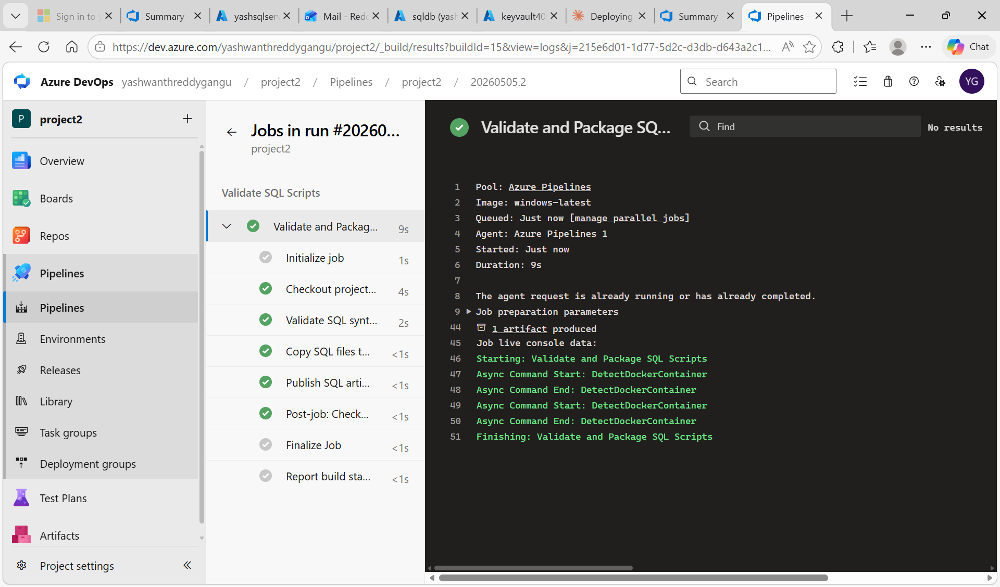 Sign in to y
Summary -
yashsqlserv
Mail - Redd
sqldb (yash
keyvault40
Deploying
Summary -
Pipelines -
https://dev.azure.com/yashwanthreddygangu/project2/_build/results?buildId=15&view=logs&j=215e6d01-1d77-5d2c-d3db-d643a2c1...
Chat
Azure DevOps yashwanthreddygangu / project2 / Pipelines / project2 / 20260505.2
Search
YG
P project2
Overview
Boards
Repos
Pipelines
Pipelines
Environments
Releases
Library
Task groups
Deployment groups
Test Plans
Artifacts
Project settings
Jobs in run #20260...
project2
Validate SQL Scripts
Validate and Packag... 9s
Initialize job 1s
Checkout project... 4s
Validate SQL synt... 2s
Copy SQL files t... <1s
Publish SQL arti... <1s
Post-job: Check... <1s
Finalize Job <1s
Report build sta... <1s
Validate and Package SQ...
Find
No results
1 Pool: Azure Pipelines
2 Image: windows-latest
3 Queued: Just now [manage parallel jobs]
4 Agent: Azure Pipelines 1
5 Started: Just now
6 Duration: 9s
7
8 The agent request is already running or has already completed.
9 Job preparation parameters
44 1 artifact produced
45 Job live console data:
46 Starting: Validate and Package SQL Scripts
47 Async Command Start: DetectDockerContainer
48 Async Command End: DetectDockerContainer
49 Async Command Start: DetectDockerContainer
50 Async Command End: DetectDockerContainer
51 Finishing: Validate and Package SQL Scripts